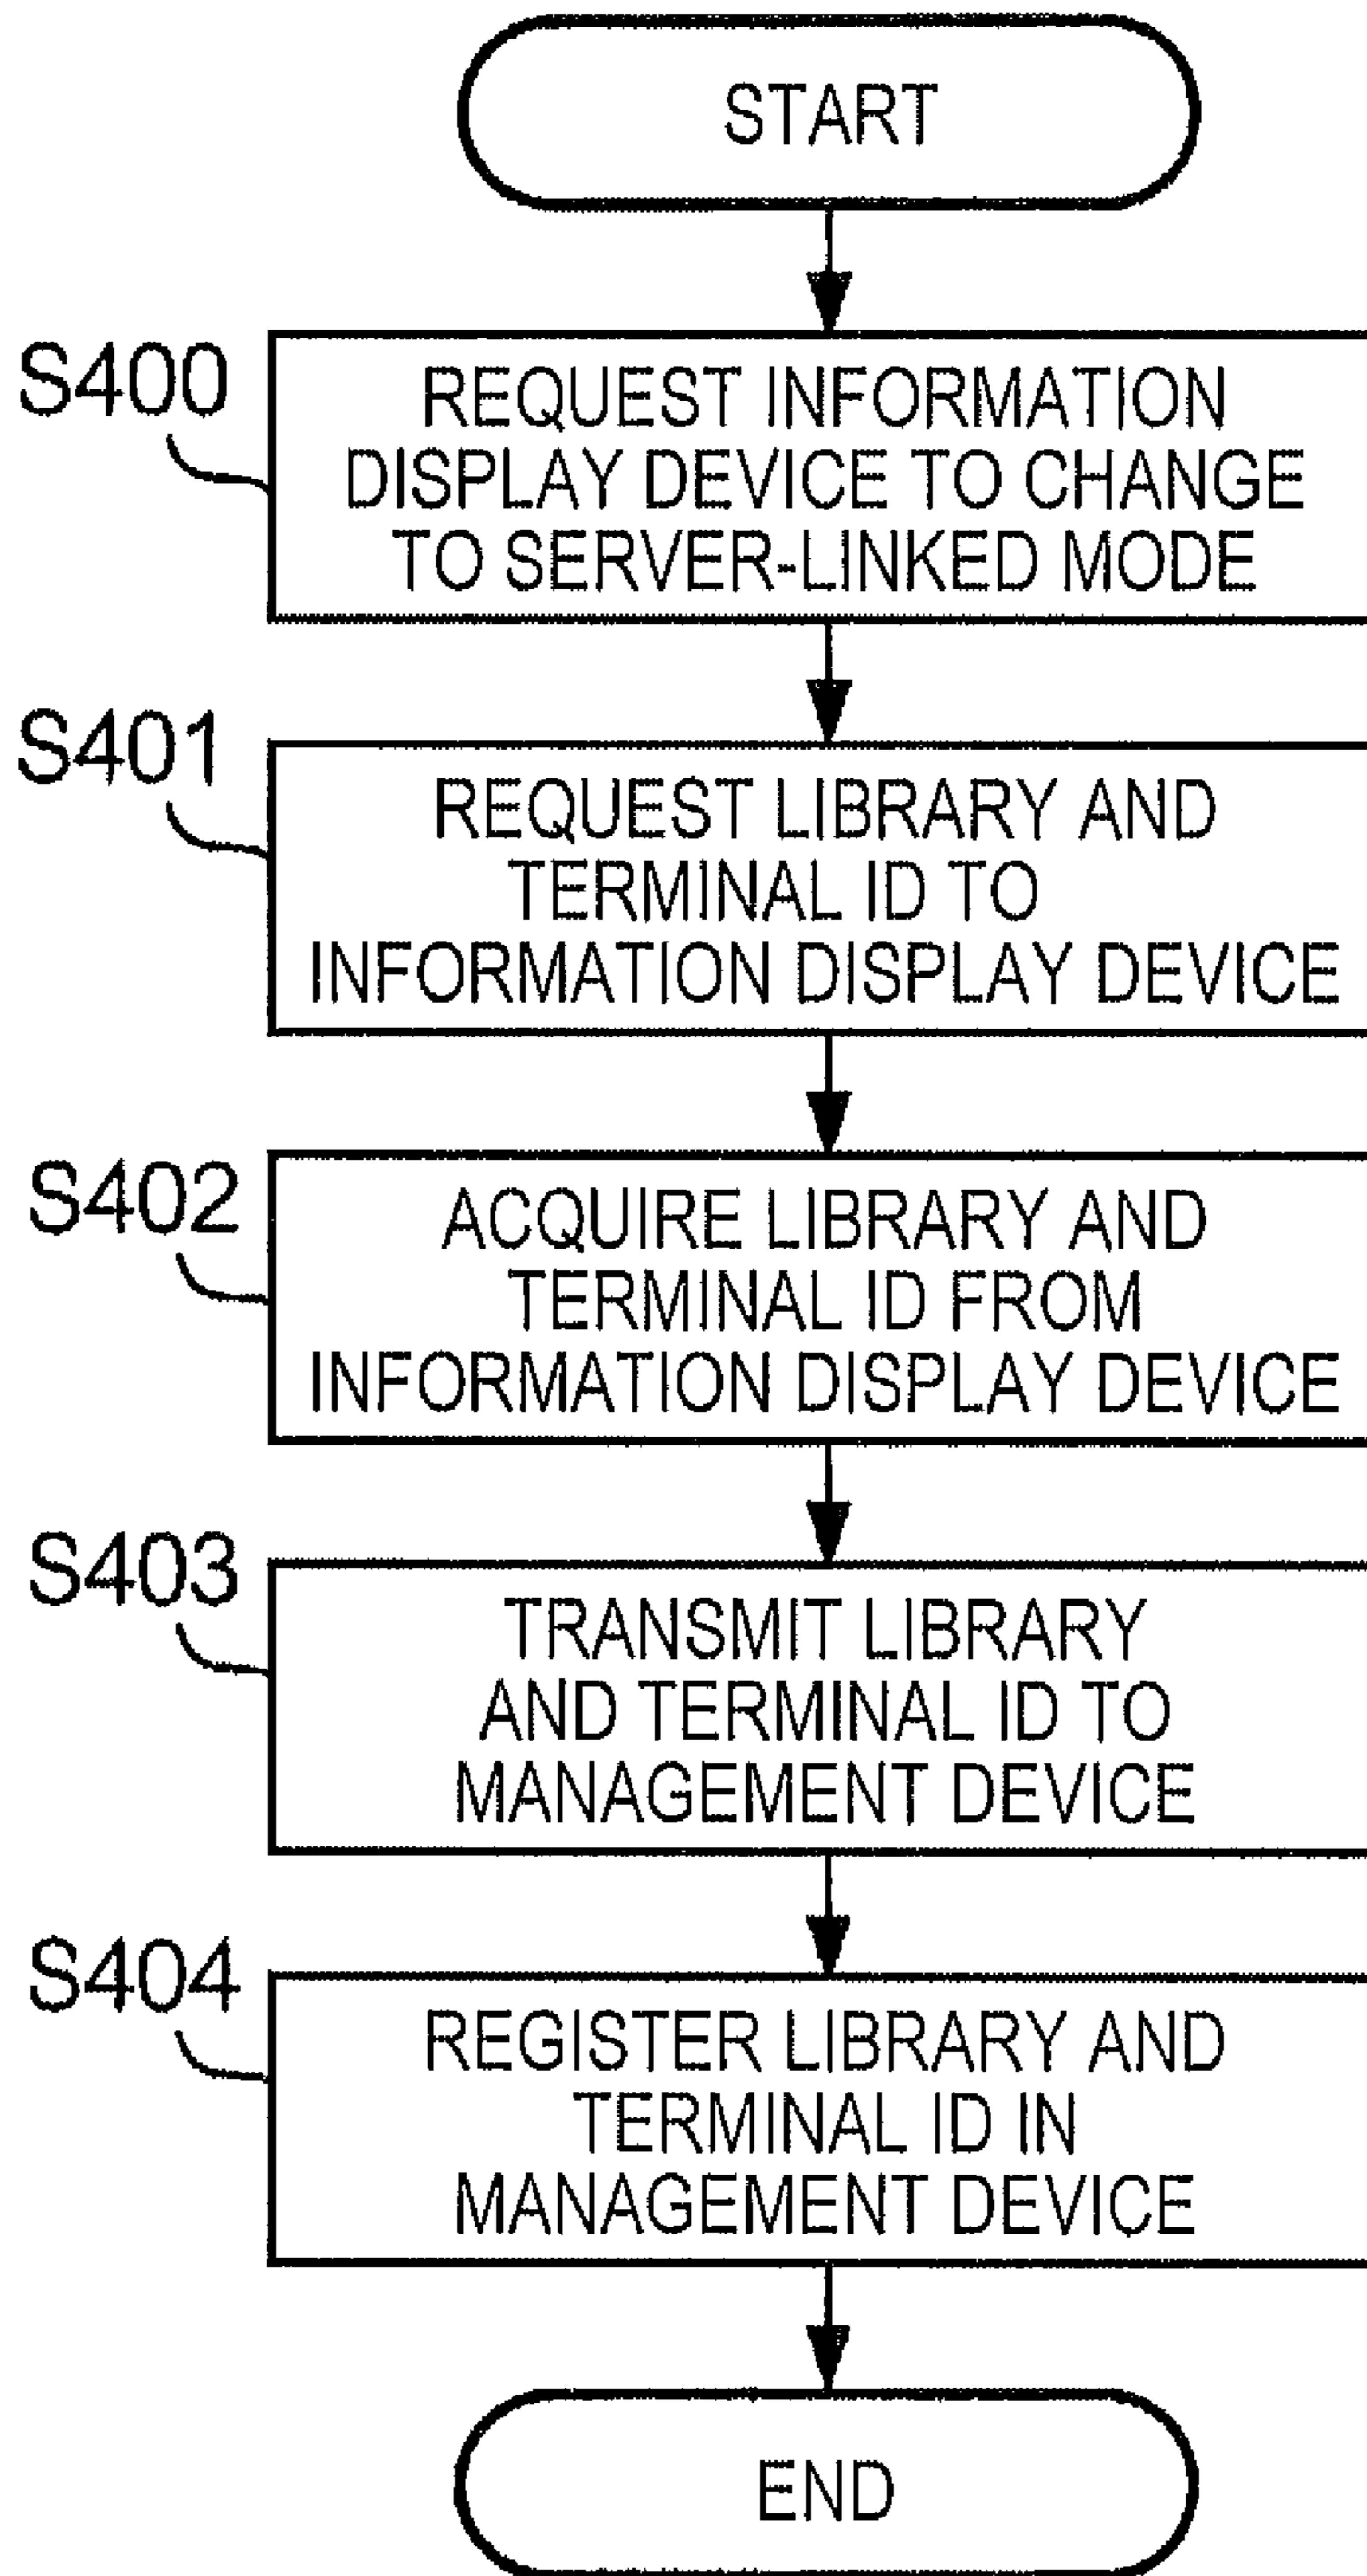 START
S400
REQUEST INFORMATION
DISPLAY DEVICE TO CHANGE
TO SERVER-LINKED MODE
S401
REQUEST LIBRARY AND
TERMINAL ID TO
INFORMATION DISPLAY DEVICE
S402
ACQUIRE LIBRARY AND
TERMINAL ID FROM
INFORMATION DISPLAY DEVICE
S403
TRANSMIT LIBRARY
AND TERMINAL ID TO
MANAGEMENT DEVICE
S404
REGISTER LIBRARY AND
TERMINAL ID IN
MANAGEMENT DEVICE
END